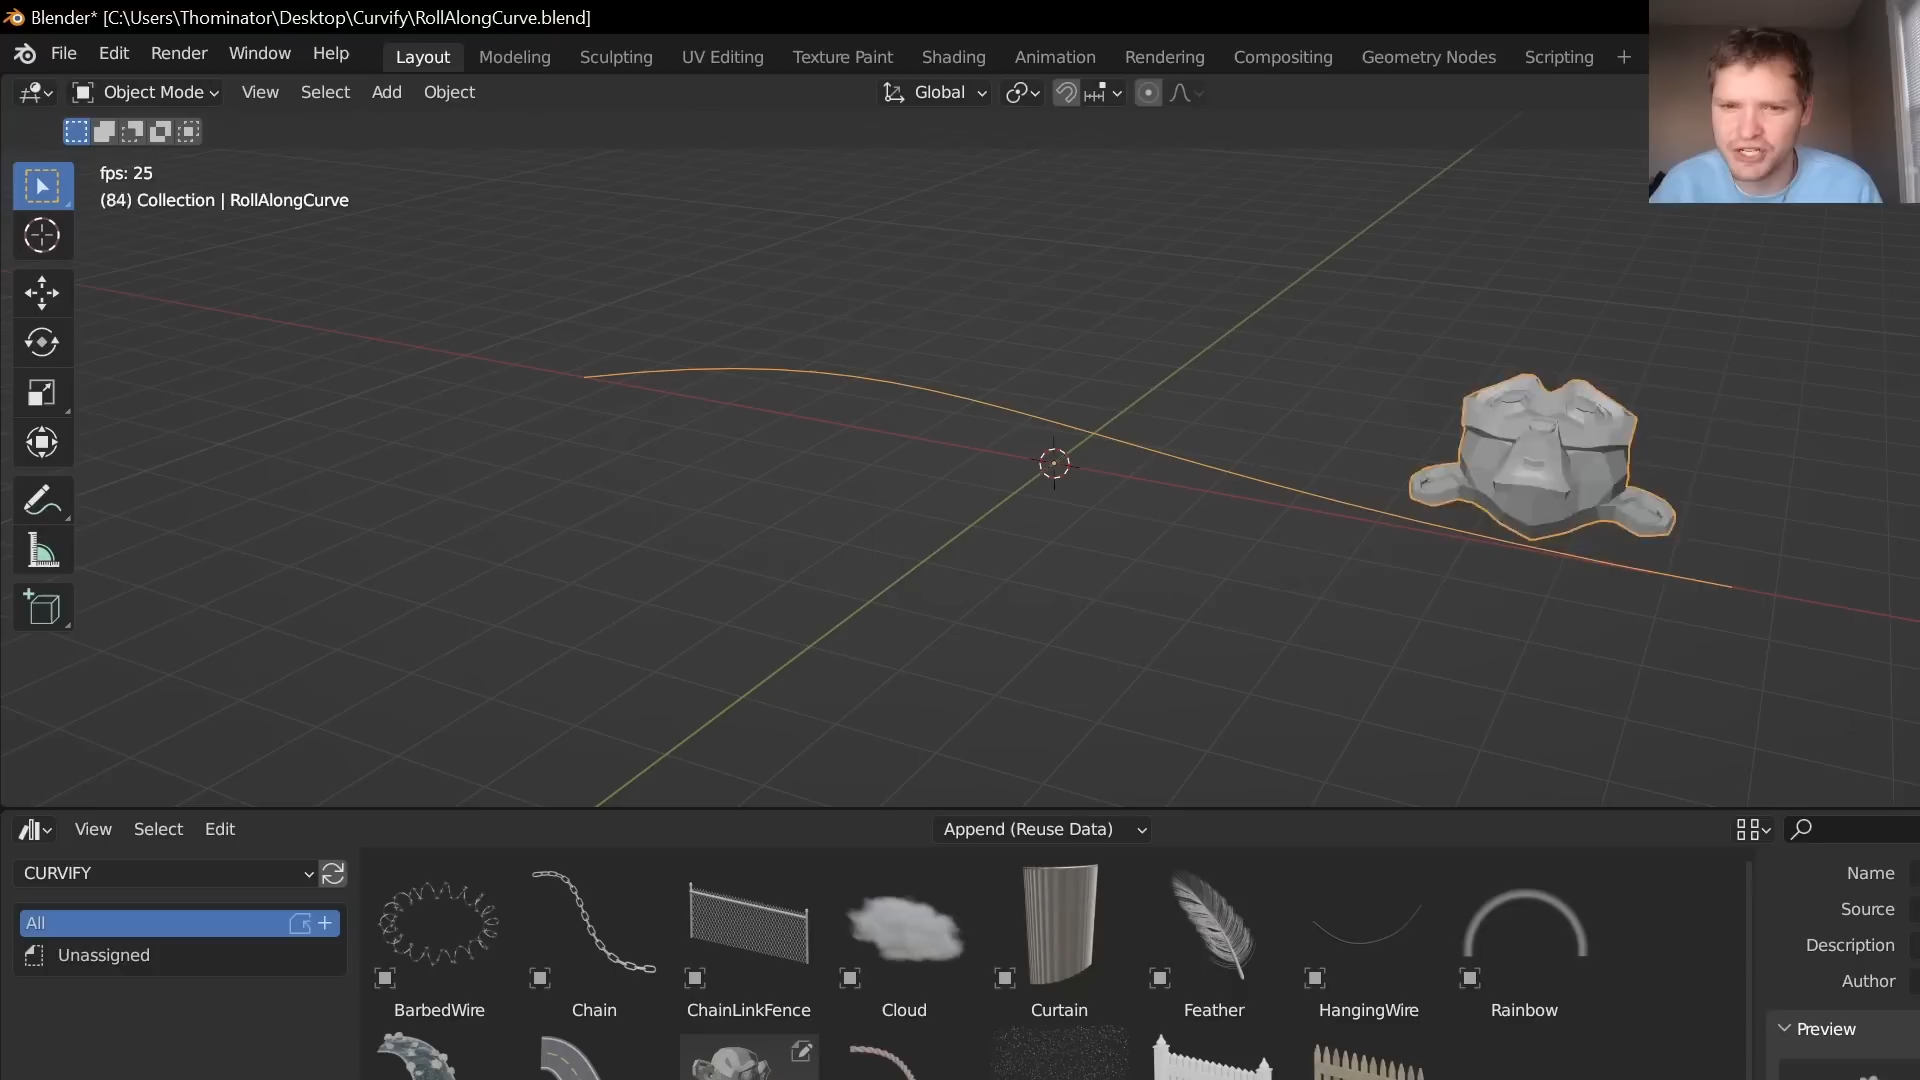 Blender* [C:\Users\Thominator\Desktop\Curvify\RollAlongCurve.blend]
File Edit Render Window Help Layout Modeling Sculpting UV Editing Texture Paint Shading Animation Rendering Compositing Geometry Nodes Scripting +
Object Mode View Select Add Object Global
fps: 25
(84) Collection | RollAlongCurve
View Select Edit Append (Reuse Data)
CURVIFY
All
Unassigned
BarbedWire Chain ChainLinkFence Cloud Curtain Feather HangingWire Rainbow
Name
Source
Description
Author
Preview